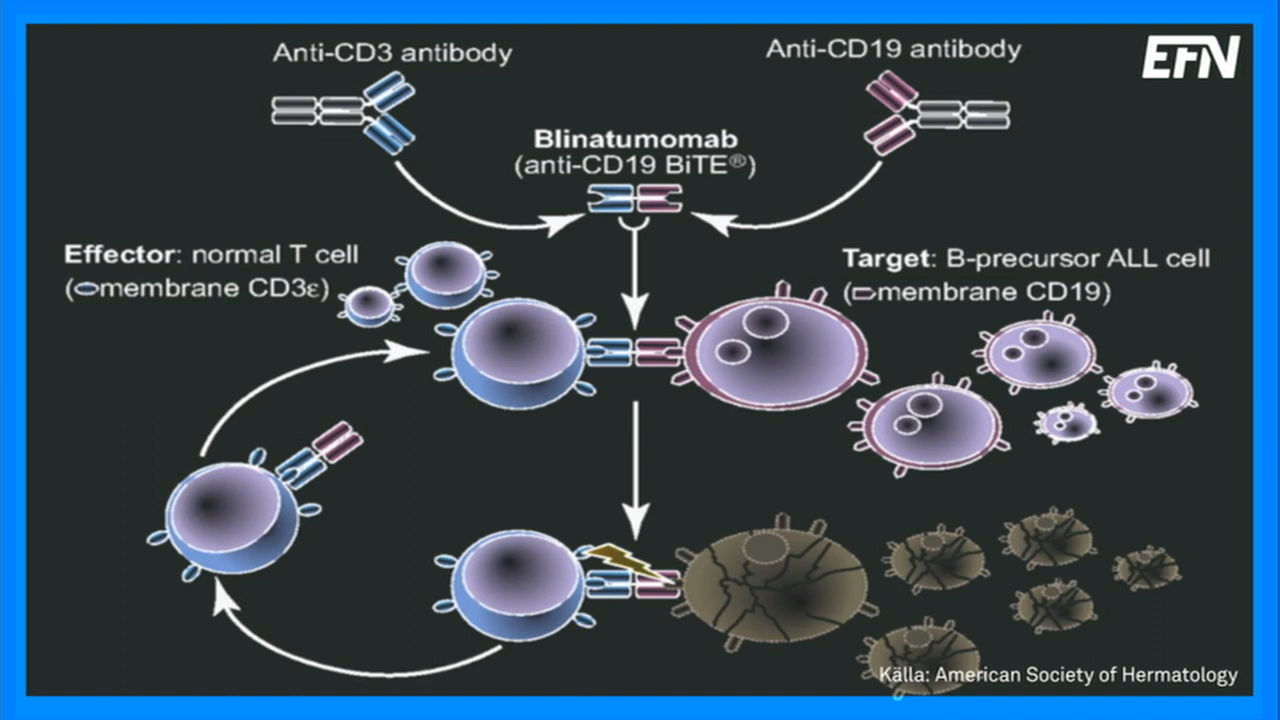 EFN
Anti-CD3 antibody
Anti-CD19 antibody
Blinatumomab
(anti-CD19 BiTE®)
Effector: normal T cell
(membrane CD3ε)
Target: B-precursor ALL cell
(membrane CD19)
Källa: American Society of Hermatology